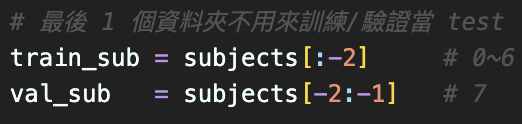 # 最後 1 個資料夾不用來訓練/驗證當 test
train_sub = subjects[:-2]      # 0~6
val_sub   = subjects[-2:-1]    # 7